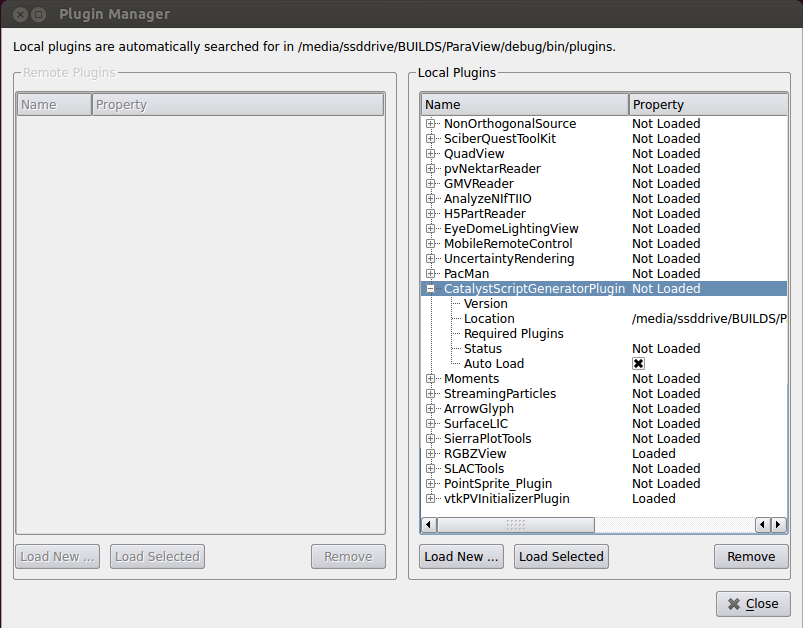 Plugin Manager
Local plugins are automatically searched for in /media/ssddrive/BUILDS/ParaView/debug/bin/plugins.
Remote Plugins
Name Property
Load New ... Load Selected Remove
Local Plugins
Name Property
NonOrthogonalSource Not Loaded
SciberQuestToolKit Not Loaded
QuadView Not Loaded
pvNektarReader Not Loaded
GMVReader Not Loaded
AnalyzeNIfTIIO Not Loaded
H5PartReader Not Loaded
EyeDomeLightingView Not Loaded
MobileRemoteControl Not Loaded
UncertaintyRendering Not Loaded
PacMan Not Loaded
CatalystScriptGeneratorPlugin Not Loaded
Version
Location /media/ssddrive/BUILDS/P
Required Plugins
Status Not Loaded
Auto Load
Moments Not Loaded
StreamingParticles Not Loaded
ArrowGlyph Not Loaded
SurfaceLIC Not Loaded
SierraPlotTools Not Loaded
RGBZView Loaded
SLACTools Not Loaded
PointSprite_Plugin Not Loaded
vtkPVInitializerPlugin Loaded
Load New ... Load Selected Remove
Close